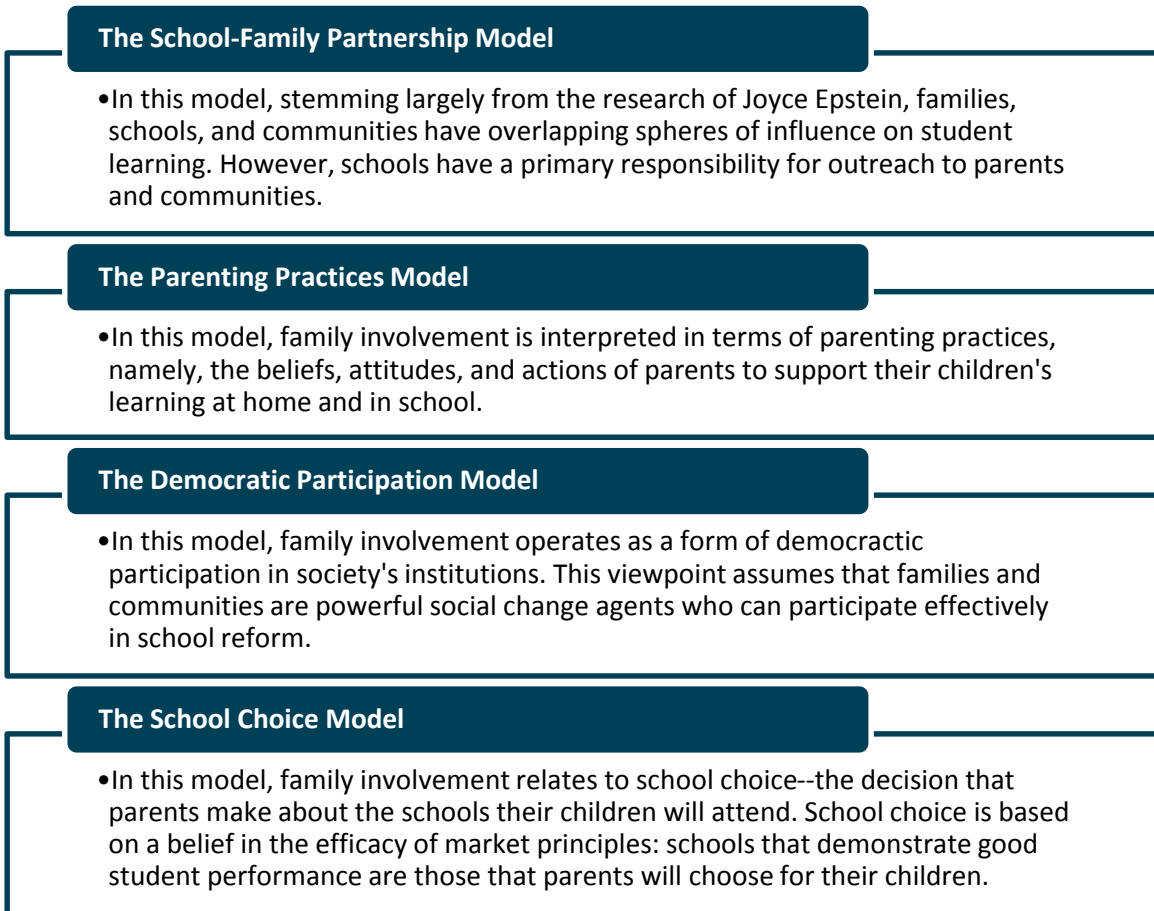 The School-Family Partnership Model
•In this model, stemming largely from the research of Joyce Epstein, families,
schools, and communities have overlapping spheres of influence on student
learning. However, schools have a primary responsibility for outreach to parents
and communities.
The Parenting Practices Model
•In this model, family involvement is interpreted in terms of parenting practices,
namely, the beliefs, attitudes, and actions of parents to support their children's
learning at home and in school.
The Democratic Participation Model
•In this model, family involvement operates as a form of democractic
participation in society's institutions. This viewpoint assumes that families and
communities are powerful social change agents who can participate effectively
in school reform.
The School Choice Model
•In this model, family involvement relates to school choice--the decision that
parents make about the schools their children will attend. School choice is based
on a belief in the efficacy of market principles: schools that demonstrate good
student performance are those that parents will choose for their children.